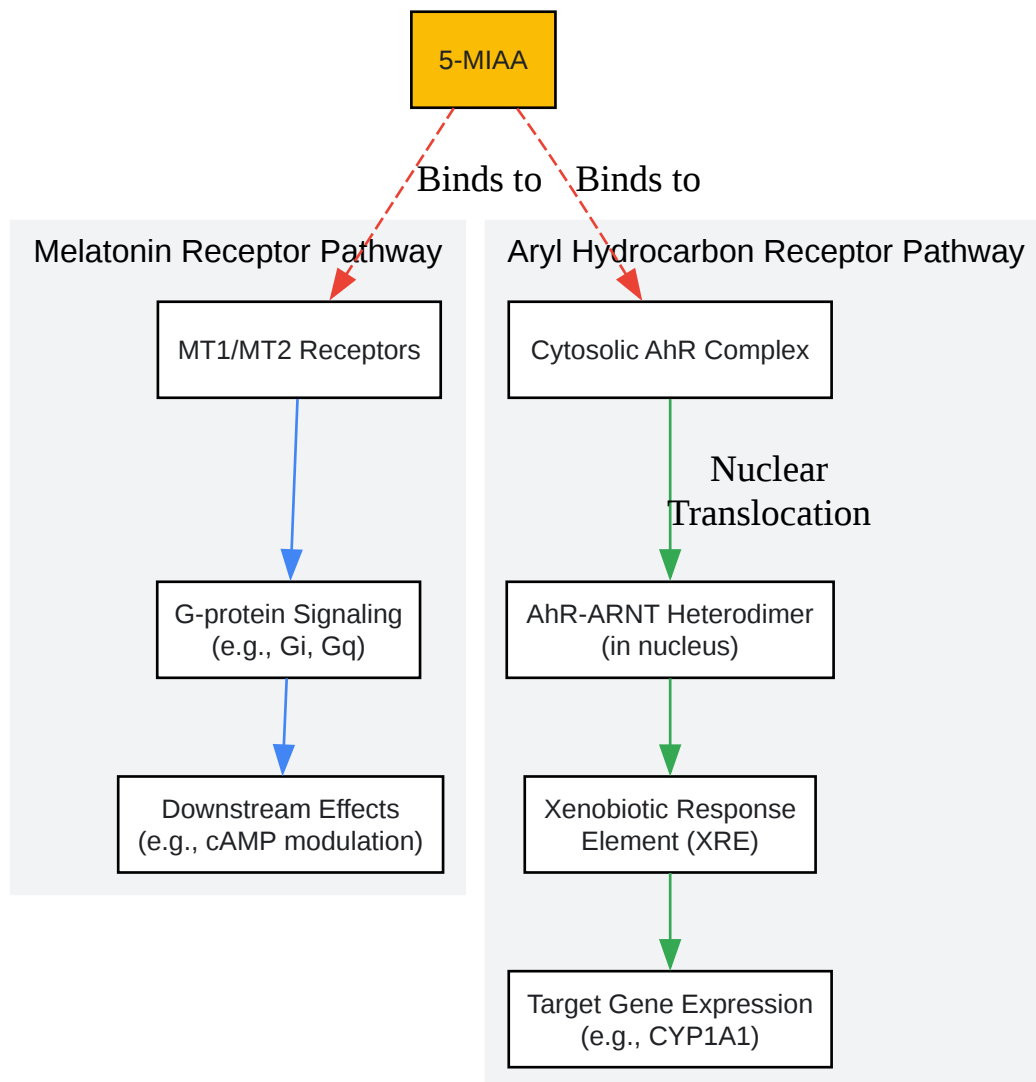 5-MIAA
Binds to
Binds to
Melatonin Receptor Pathway
MT1/MT2 Receptors
G-protein Signaling
(e.g., Gi, Gq)
Downstream Effects
(e.g., cAMP modulation)
Aryl Hydrocarbon Receptor Pathway
Cytosolic AhR Complex
Nuclear
Translocation
AhR-ARNT Heterodimer
(in nucleus)
Xenobiotic Response
Element (XRE)
Target Gene Expression
(e.g., CYP1A1)